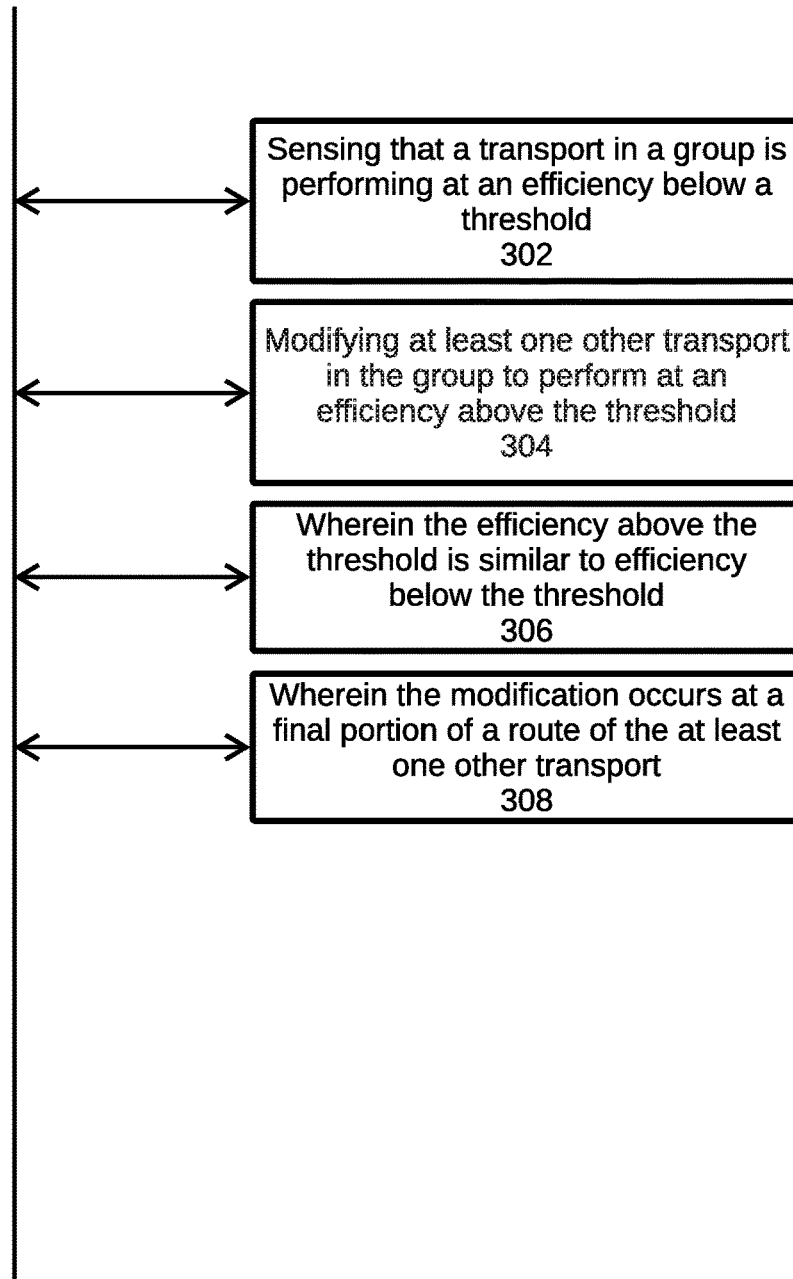 Sensing that a transport in a group is
performing at an efficiency below a
threshold
302
Modifying at least one other transport
in the group to perform at an
efficiency above the threshold
304
Wherein the efficiency above the
threshold is similar to efficiency
below the threshold
306
Wherein the modification occurs at a
final portion of a route of the at least
one other transport
308